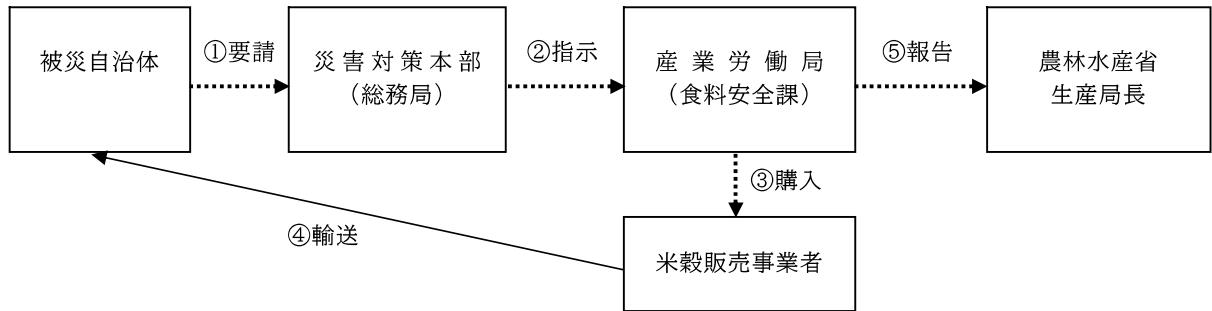 被災自治体
①要請
災害対策本部
（総務局）
②指示
産業労働局
（食料安全課）
⑤報告
農林水産省
生産局長
③購入
④輸送
米穀販売事業者